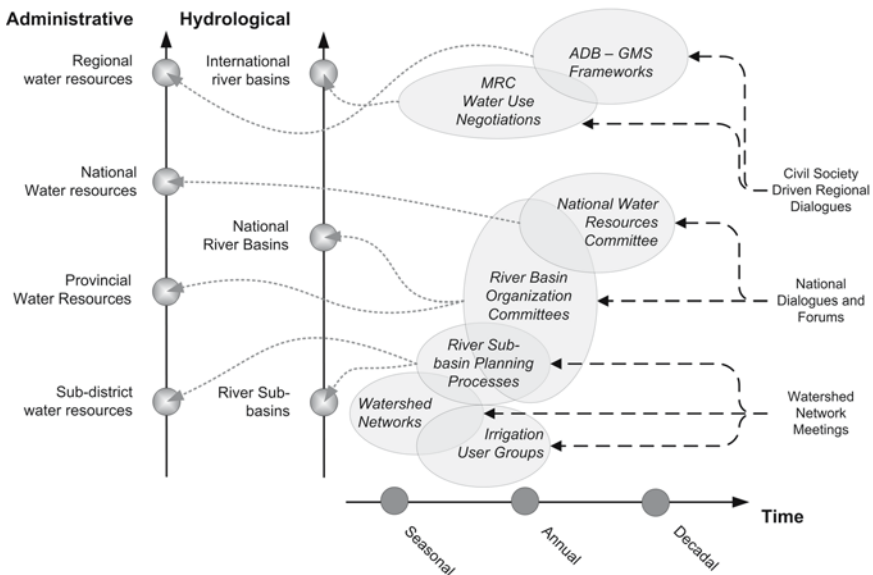 Administrative
Hydrological
Regional
water resources
National
Water resources
Provincial
Water Resources
Sub-district
water resources
International
river basins
National
River Basins
River Sub-
basins
ADB – GMS
Frameworks
MRC
Water Use
Negotiations
National Water
Resources
Committee
River Basin
Organization
Committees
River Sub-
basin Planning
Processes
Watershed
Networks
Irrigation
User Groups
Civil Society
Driven Regional
Dialogues
National
Dialogues and
Forums
Watershed
Network
Meetings
Seasonal
Annual
Decadal
Time